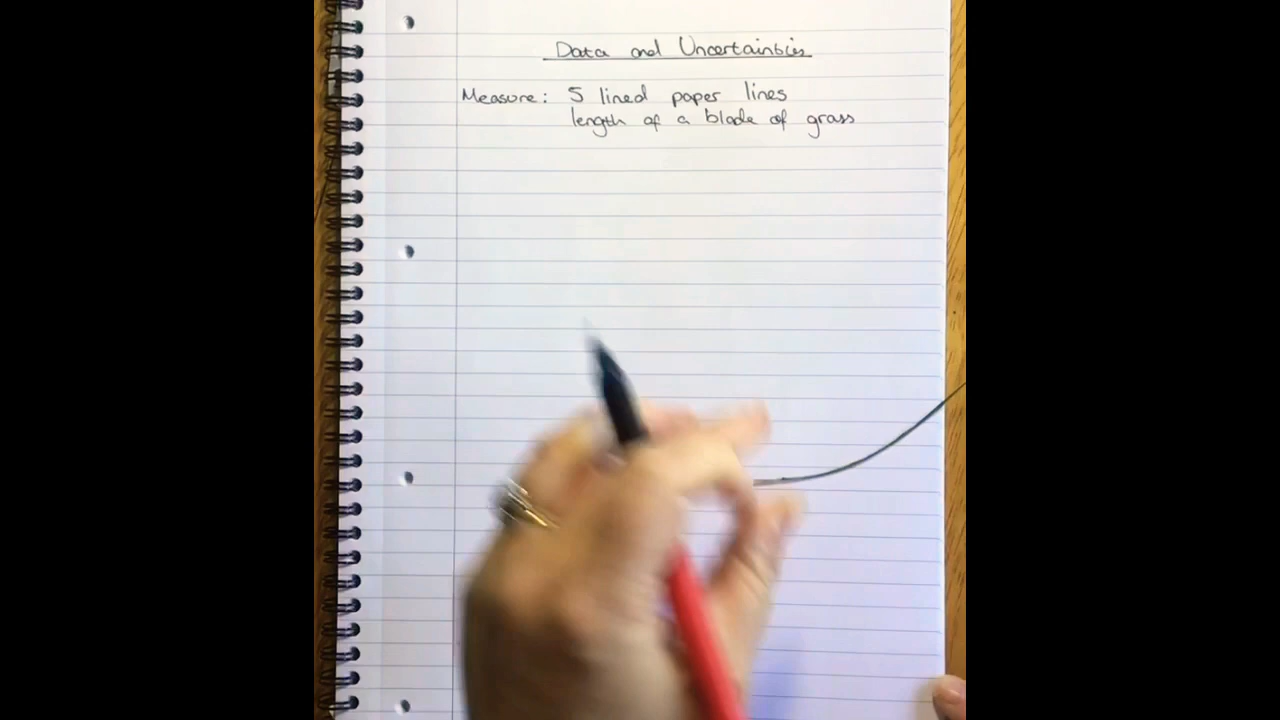 Data and Uncertainties
Measure: 5 lined paper lines
length of a blade of grass